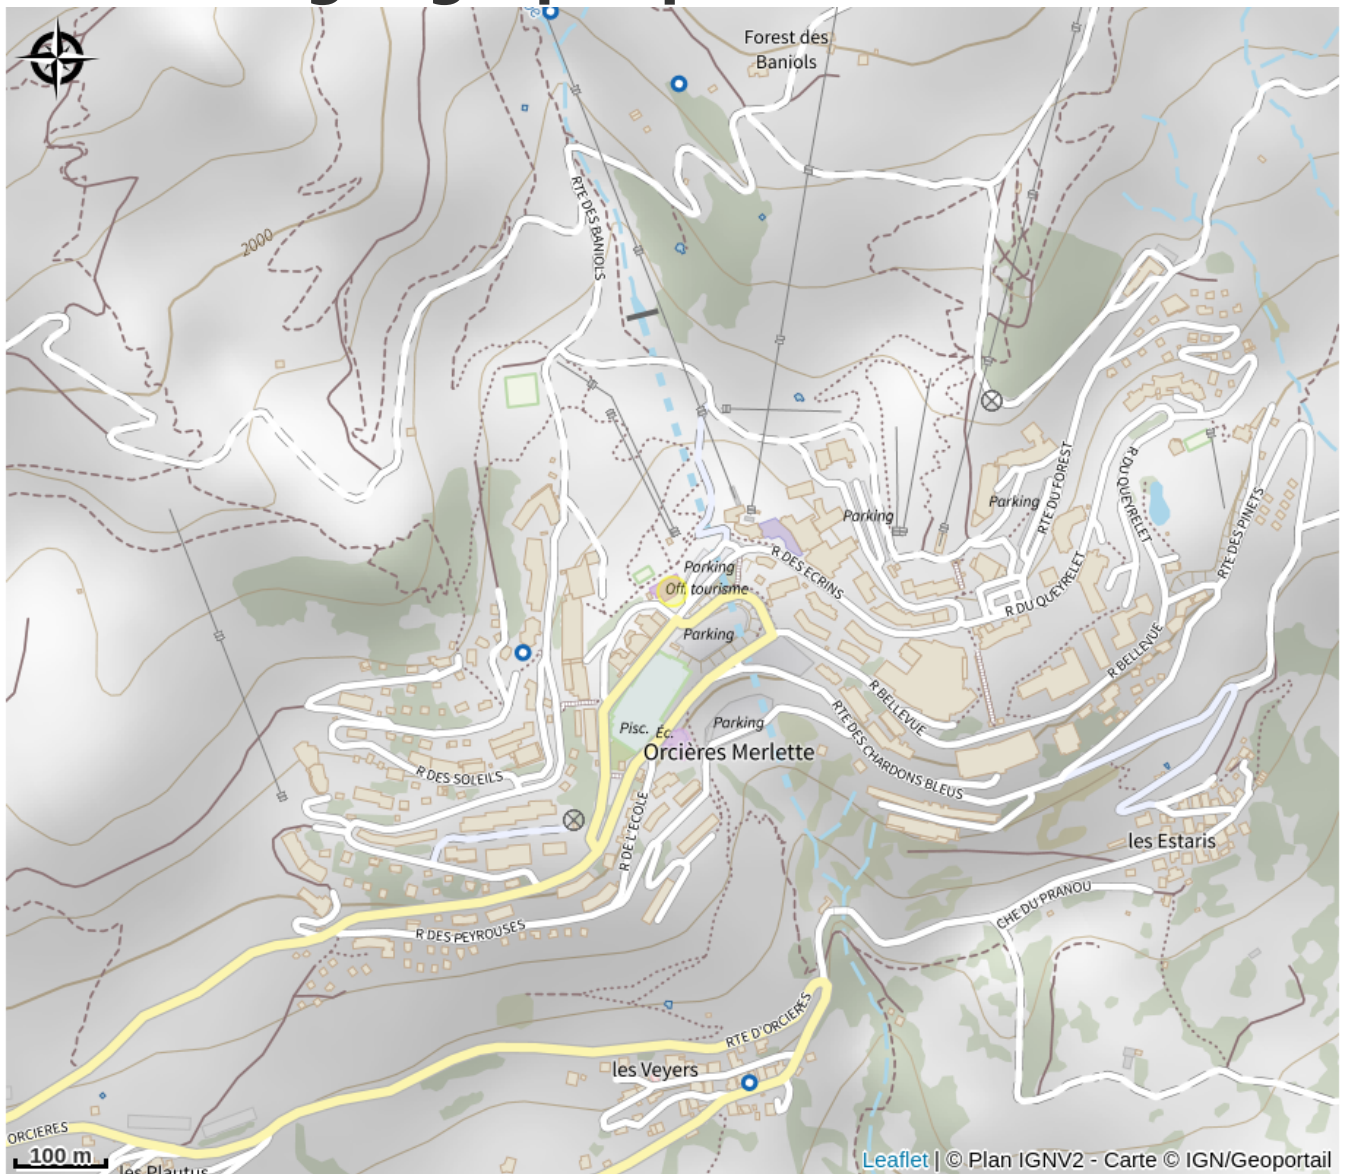 Forest des
Baniols
RTE DES BANIOLS
2000
Parking
Parking
RTE DU FOREST
R DU QUEYRELET
RTE DES PINETS
R DES ECRINS
Parking
Off. tourisme
R DU QUEYRELET
Parking
R BELLEVUE
R BELLEVUE
RTE DES CHARDONS BLEUS
Pisc.
Éc.
Parking
Orcières Merlette
R DES SOLEILS
R DE L'ECOLE
les Estaris
CHE DU PRANOU
R DES PEYROUSES
RTE D'ORCIERES
les Veyers
ORCIERES
100 m
les Plautus
Leaflet | © Plan IGNV2 - Carte © IGN/Geoportail